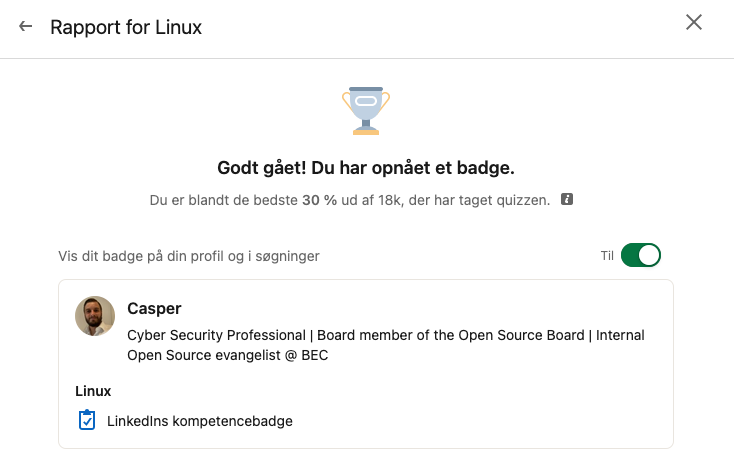 Rapport for Linux
Godt gået! Du har opnået et badge.
Du er blandt de bedste 30 % ud af 18k, der har taget quizzen.
Vis dit badge på din profil og i søgninger
Til
Casper
Cyber Security Professional | Board member of the Open Source Board | Internal
Open Source evangelist @ BEC
Linux
LinkedIns kompetencebadge